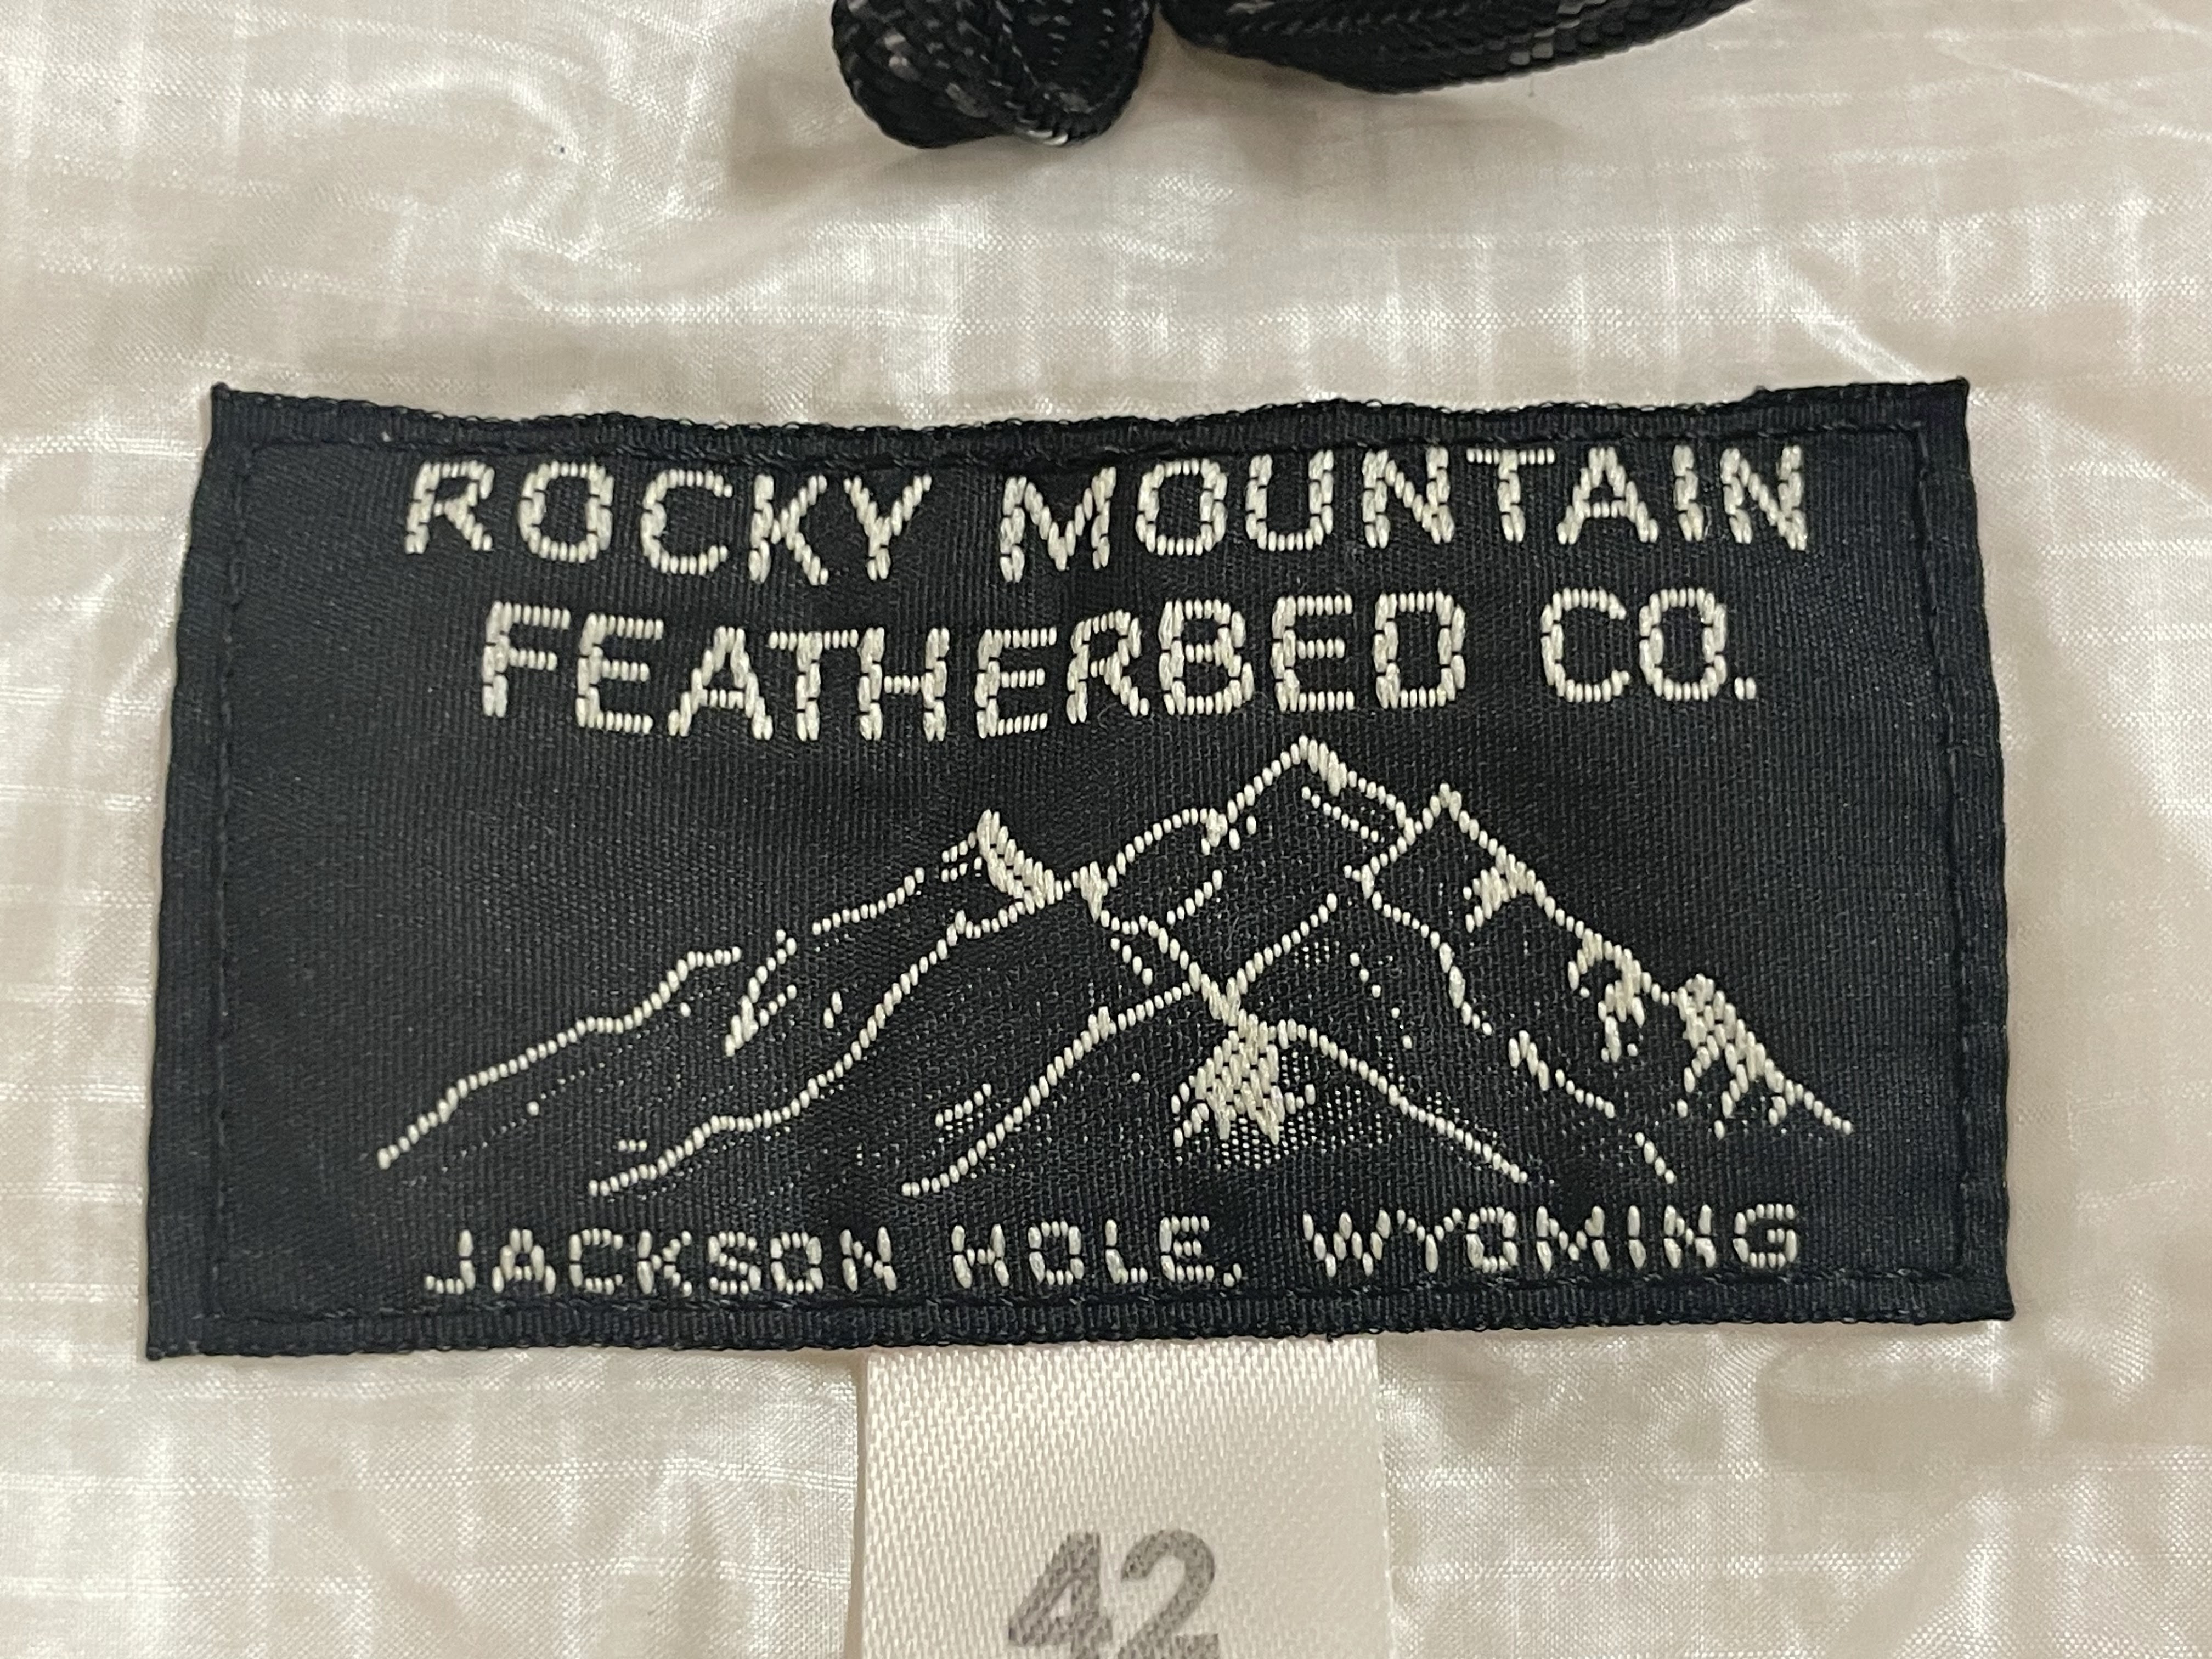 ROCKY MOUNTAIN
FEATHERBED CO.
JACKSON HOLE, WYOMING
42